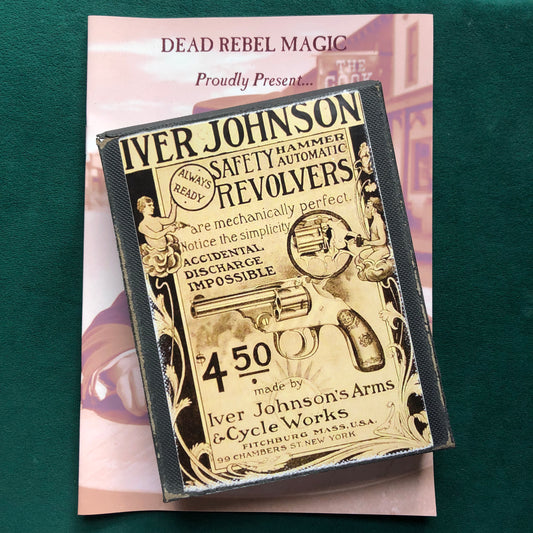 DEAD REBEL MAGIC
Proudly Present...
THE
COCK
IVER JOHNSON
SAFETY HAMMER
AUTOMATIC
REVOLVERS
ALWAYS
READY
are mechanically perfect.
Notice the simplicity
ACCIDENTAL
DISCHARGE
IMPOSSIBLE
$4.50
made by
Iver Johnson's Arms
& Cycle Works
FITCHBURG MASS, U.S.A.
99 CHAMBERS ST. NEW YORK